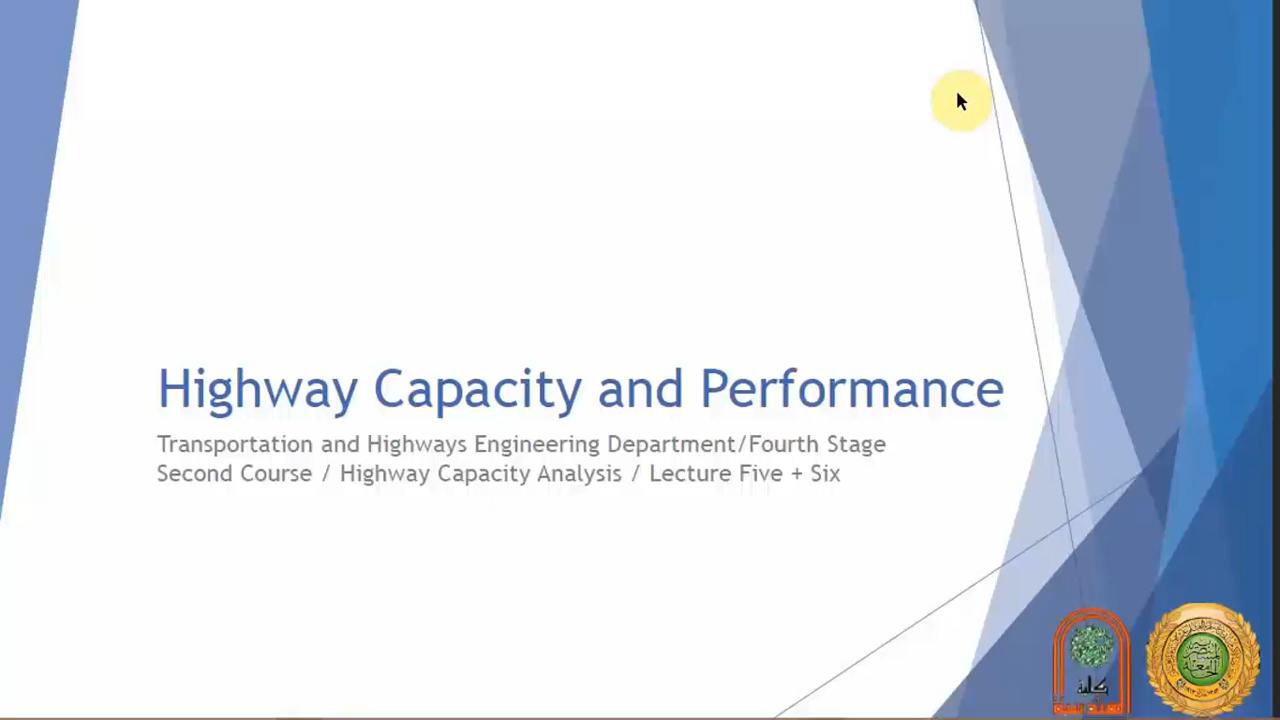 Highway Capacity and Performance
Transportation and Highways Engineering Department/Fourth Stage
Second Course / Highway Capacity Analysis / Lecture Five + Six
كلية